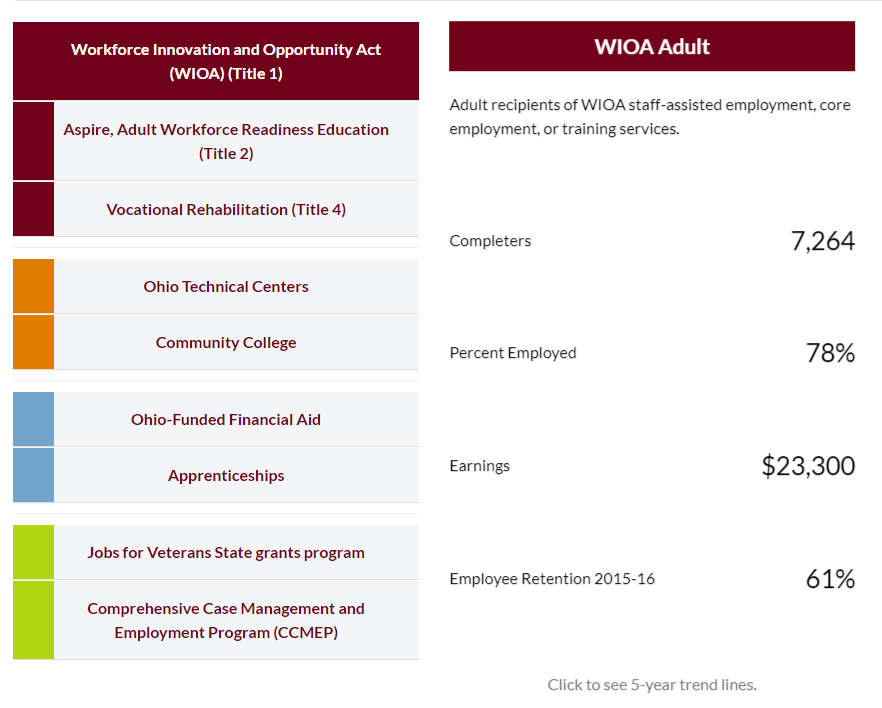 Workforce Innovation and Opportunity Act
(WIOA) (Title 1)
Aspire, Adult Workforce Readiness Education
(Title 2)
Vocational Rehabilitation (Title 4)
Ohio Technical Centers
Community College
Ohio-Funded Financial Aid
Apprenticeships
Jobs for Veterans State grants program
Comprehensive Case Management and
Employment Program (CCMEP)
WIOA Adult
Adult recipients of WIOA staff-assisted employment, core
employment, or training services.
Completers 7,264
Percent Employed 78%
Earnings $23,300
Employee Retention 2015-16 61%
Click to see 5-year trend lines.